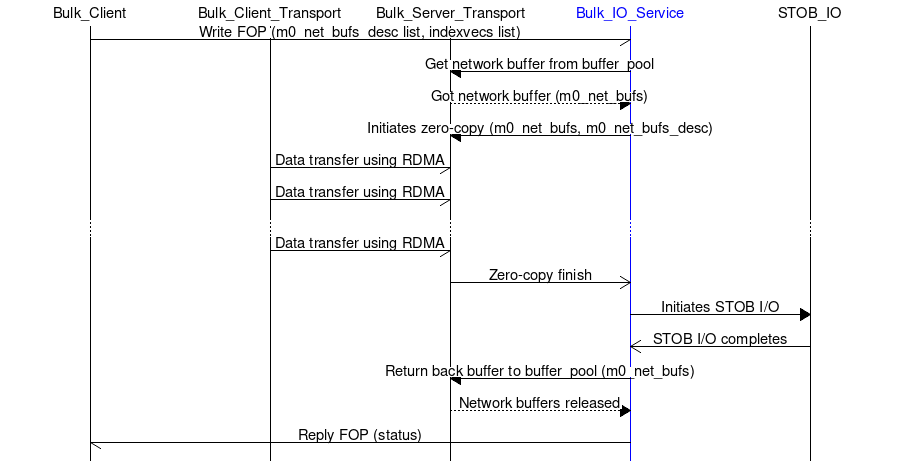 Bulk_Client Bulk_Client_Transport Bulk_Server_Transport Bulk_IO_Service STOB_IO
Write FOP (m0_net_bufs_desc list, indexvecs list)
Get network buffer from buffer_pool
Got network buffer (m0_net_bufs)
Initiates zero-copy (m0_net_bufs, m0_net_bufs_desc)
Data transfer using RDMA
Data transfer using RDMA
Data transfer using RDMA
Zero-copy finish
Initiates STOB I/O
STOB I/O completes
Return back buffer to buffer_pool (m0_net_bufs)
Network buffers released
Reply FOP (status)